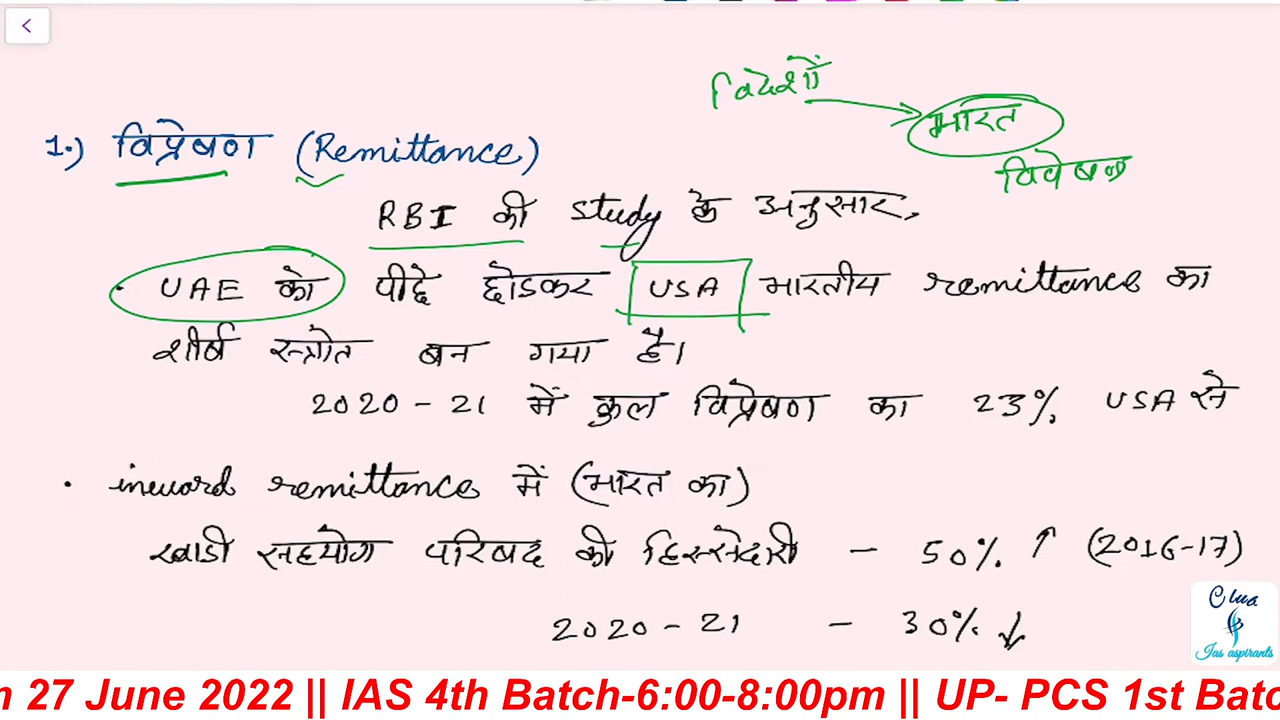 विदेशों
भारत
विप्रेषण
1.) विप्रेषण (Remittance)
RBI की study के अनुसार,
. UAE को पीछे छोडकर USA भारतीय remittance का
शीर्ष स्त्रोत बन गया है।
2020-21 में कुल विप्रेषण का 23% USA से
• inward remittance में (भारत का)
खाडी सहयोग परिषद की हिस्सेदारी - 50% ↑ (2016-17)
2020-21 - 30% ↓
Clue
Ias aspirants
27 June 2022 || IAS 4th Batch-6:00-8:00pm || UP- PCS 1st Batc